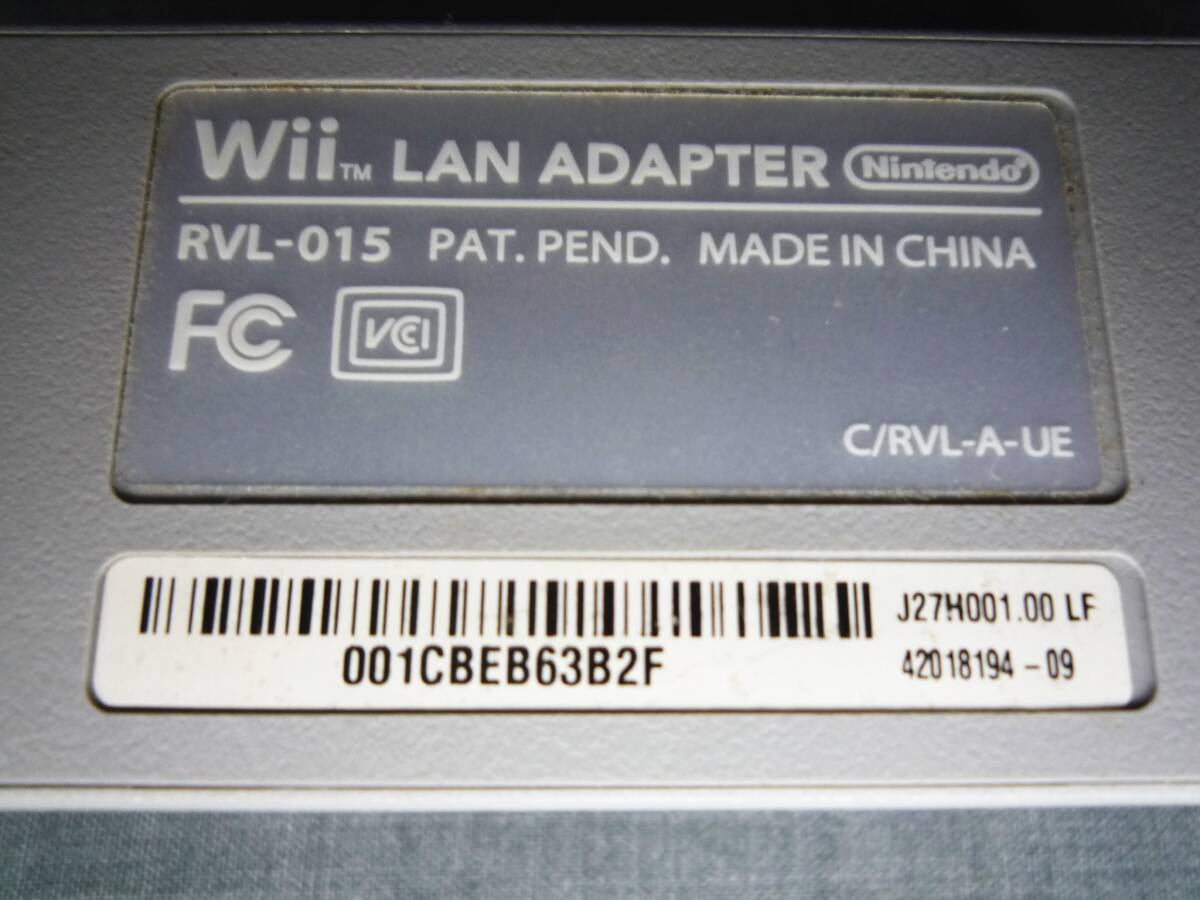 Wii™ LAN ADAPTER Nintendo®
RVL-015 PAT. PEND. MADE IN CHINA
FC VCCI
C/RVL-A-UE
J27H001.00 LF
001CBEB63B2F
42018194-09